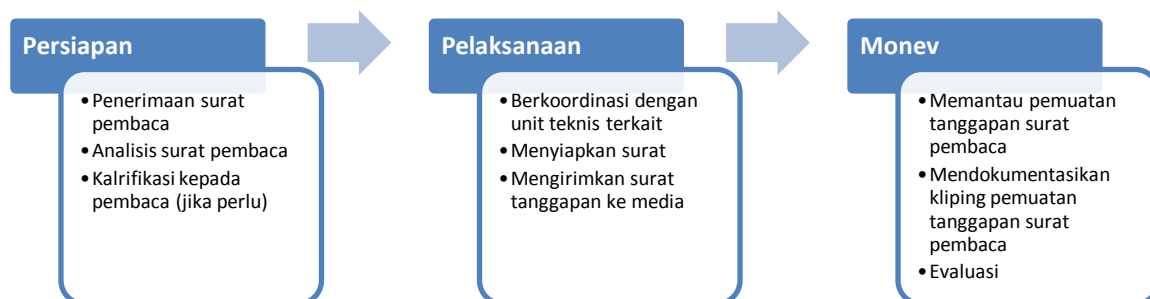 Persiapan
•Penerimaan surat
pembaca
•Analisis surat pembaca
•Kalrifikasi kepada
pembaca (jika perlu)
Pelaksanaan
•Berkoordinasi dengan
unit teknis terkait
•Menyiapkan surat
•Mengirimkan surat
tanggapan ke media
Monev
•Memantau pemuatan
tanggapan surat
pembaca
•Mendokumentasikan
kliping pemuatan
tanggapan surat
pembaca
•Evaluasi